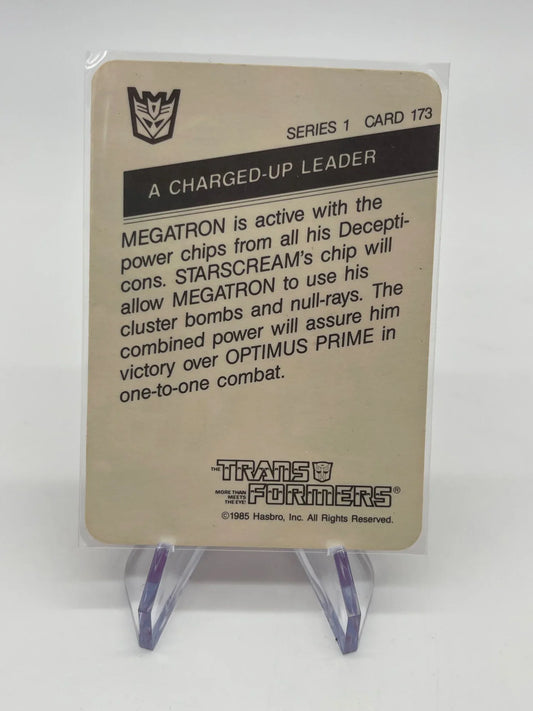 SERIES 1 CARD 173
A CHARGED-UP LEADER
MEGATRON is active with the
power chips from all his Decepti-
cons. STARSCREAM's chip will
allow MEGATRON to use his
cluster bombs and null-rays. The
combined power will assure him
victory over OPTIMUS PRIME in
one-to-one combat.
THE TRANSFORMERS®
MORE THAN
MEETS
THE EYE!
©1985 Hasbro, Inc. All Rights Reserved.